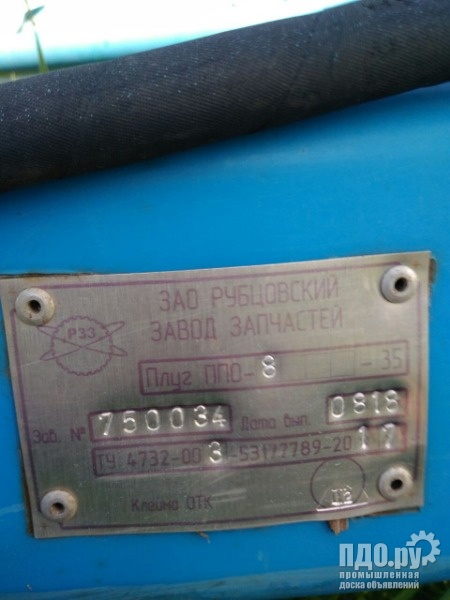 РЗЗ
ЗАО РУБЦОВСКИЙ
ЗАВОД ЗАПЧАСТЕЙ
Плуг ППО-8 -35
Зав. № 750034 Дата вып. 0818
ТУ 4732-003-53177789-2017
Клеймо ОТК
ПДО.ру
промышленная
доска объявлений